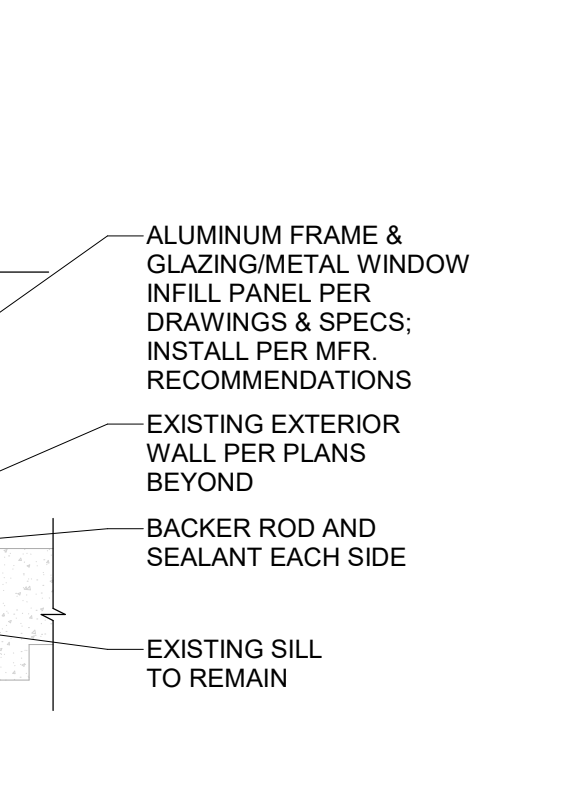 ALUMINUM FRAME &
GLAZING/METAL WINDOW
INFILL PANEL PER
DRAWINGS & SPECS;
INSTALL PER MFR.
RECOMMENDATIONS
EXISTING EXTERIOR
WALL PER PLANS
BEYOND
BACKER ROD AND
SEALANT EACH SIDE
EXISTING SILL
TO REMAIN